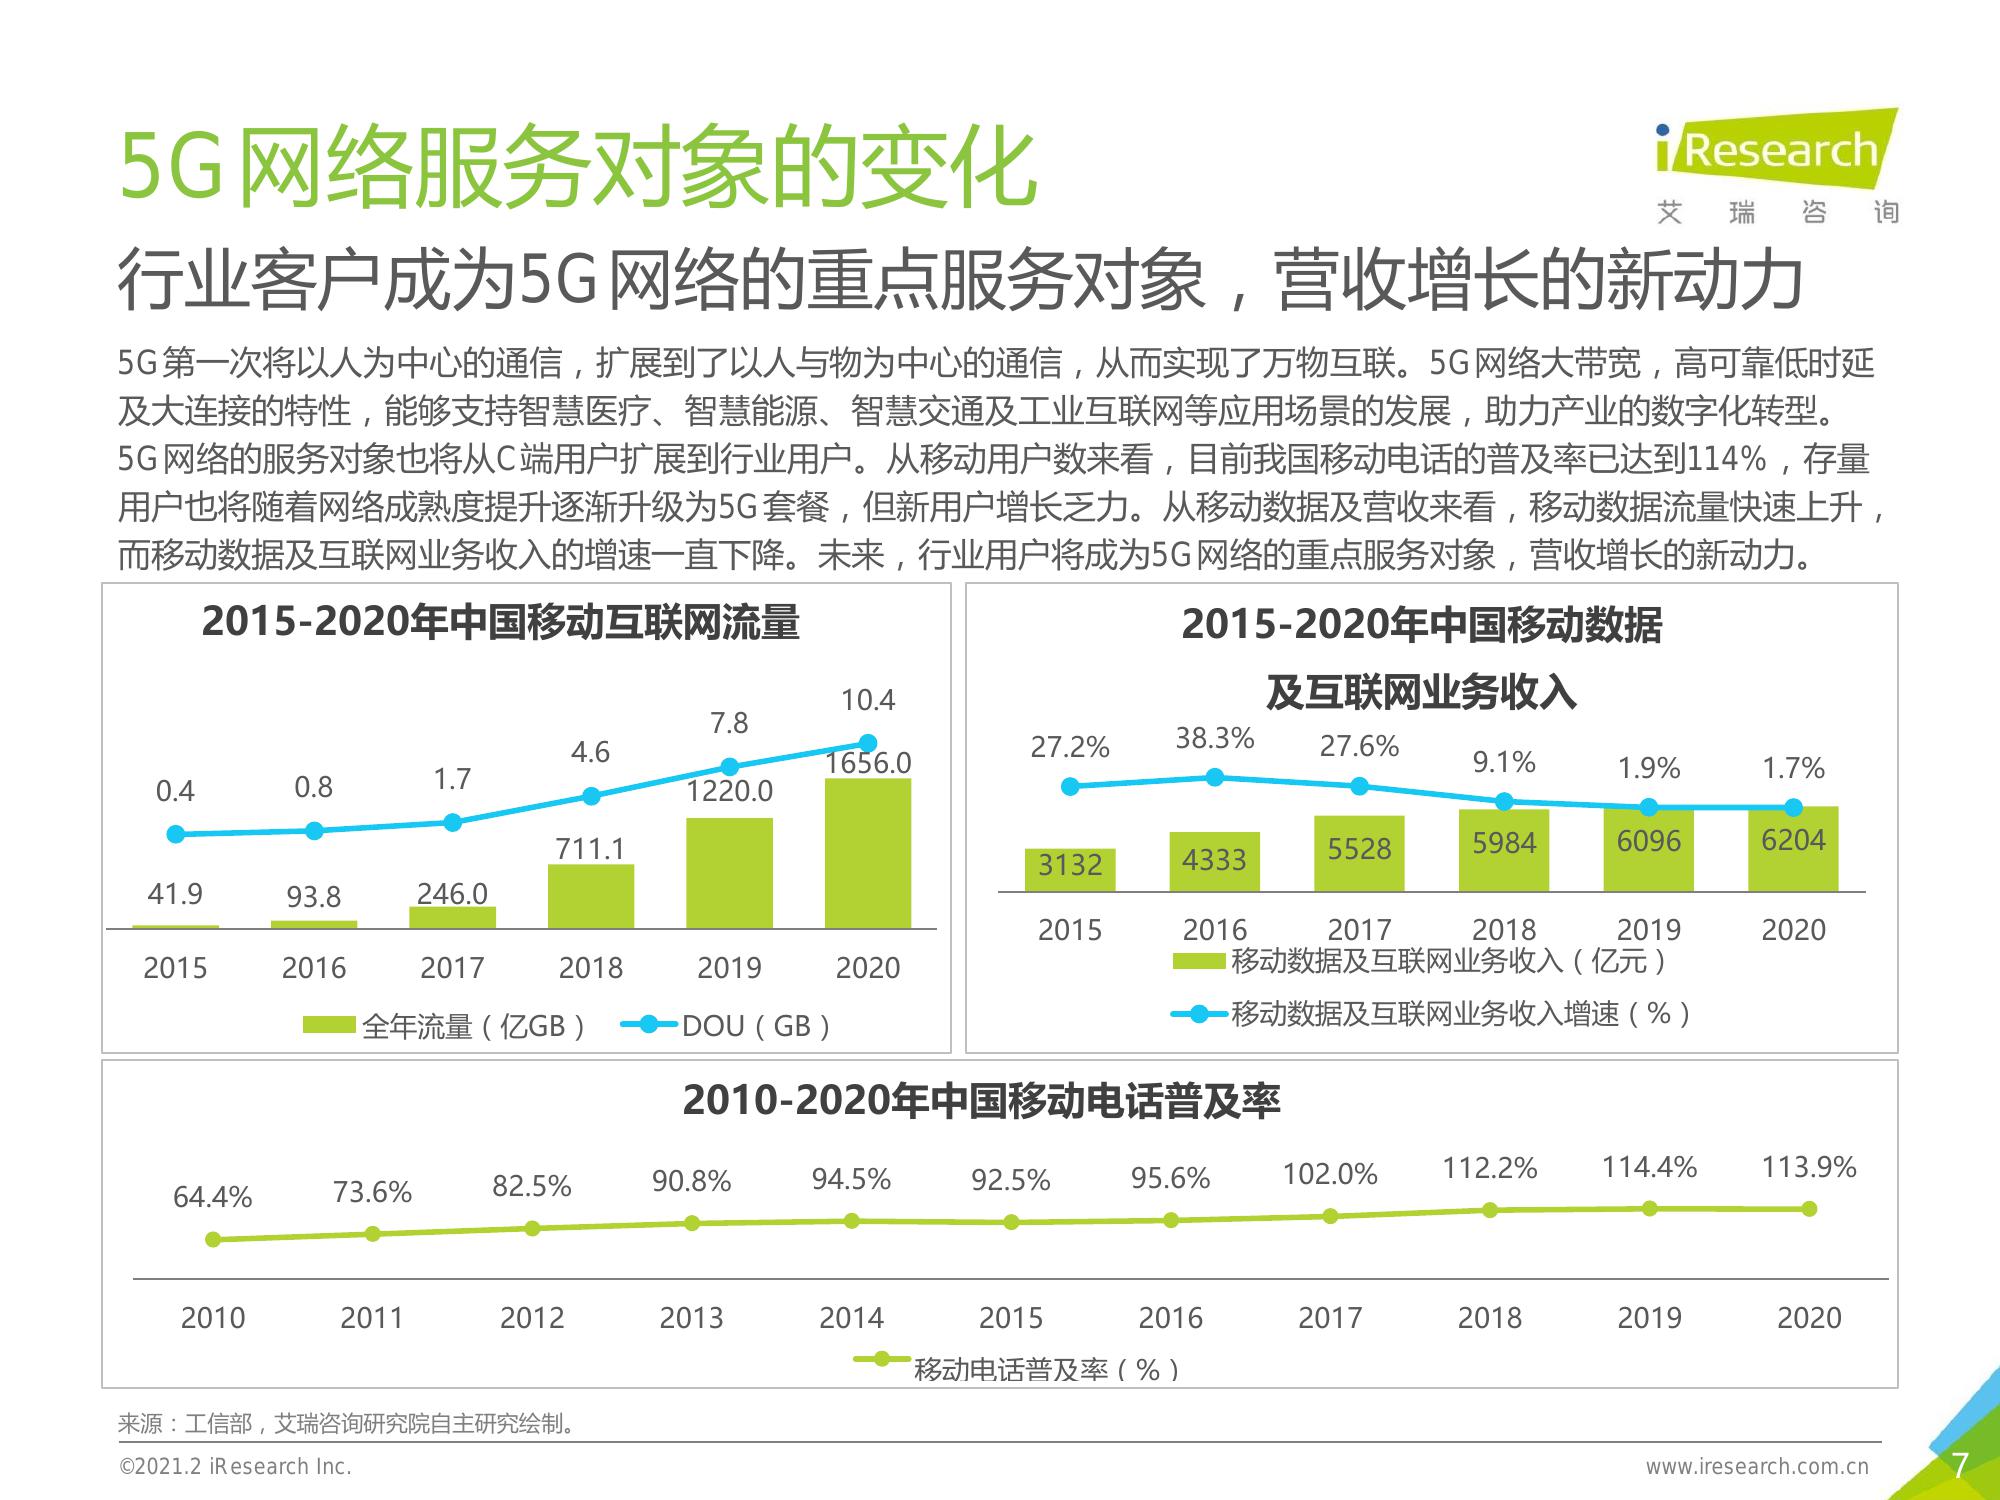 5G网络服务对象的变化
iResearch
艾瑞咨询
行业客户成为5G网络的重点服务对象，营收增长的新动力
5G第一次将以人为中心的通信，扩展到了以人与物为中心的通信，从而实现了万物互联。5G网络大带宽，高可靠低时延
及大连接的特性，能够支持智慧医疗、智慧能源、智慧交通及工业互联网等应用场景的发展，助力产业的数字化转型。
5G网络的服务对象也将从C端用户扩展到行业用户。从移动用户数来看，目前我国移动电话的普及率已达到114%，存量
用户也将随着网络成熟度提升逐渐升级为5G套餐，但新用户增长乏力。从移动数据及营收来看，移动数据流量快速上升，
而移动数据及互联网业务收入的增速一直下降。未来，行业用户将成为5G网络的重点服务对象，营收增长的新动力。
2015-2020年中国移动互联网流量
0.4 0.8 1.7 4.6 7.8 10.4
41.9 93.8 246.0 711.1 1220.0 1656.0
2015 2016 2017 2018 2019 2020
全年流量（亿GB） DOU（GB）
2015-2020年中国移动数据
及互联网业务收入
27.2% 38.3% 27.6% 9.1% 1.9% 1.7%
3132 4333 5528 5984 6096 6204
2015 2016 2017 2018 2019 2020
移动数据及互联网业务收入（亿元）
移动数据及互联网业务收入增速（%）
2010-2020年中国移动电话普及率
64.4% 73.6% 82.5% 90.8% 94.5% 92.5% 95.6% 102.0% 112.2% 114.4% 113.9%
2010 2011 2012 2013 2014 2015 2016 2017 2018 2019 2020
移动电话普及率（%）
来源：工信部，艾瑞咨询研究院自主研究绘制。
©2021.2 iResearch Inc.
www.iresearch.com.cn
7